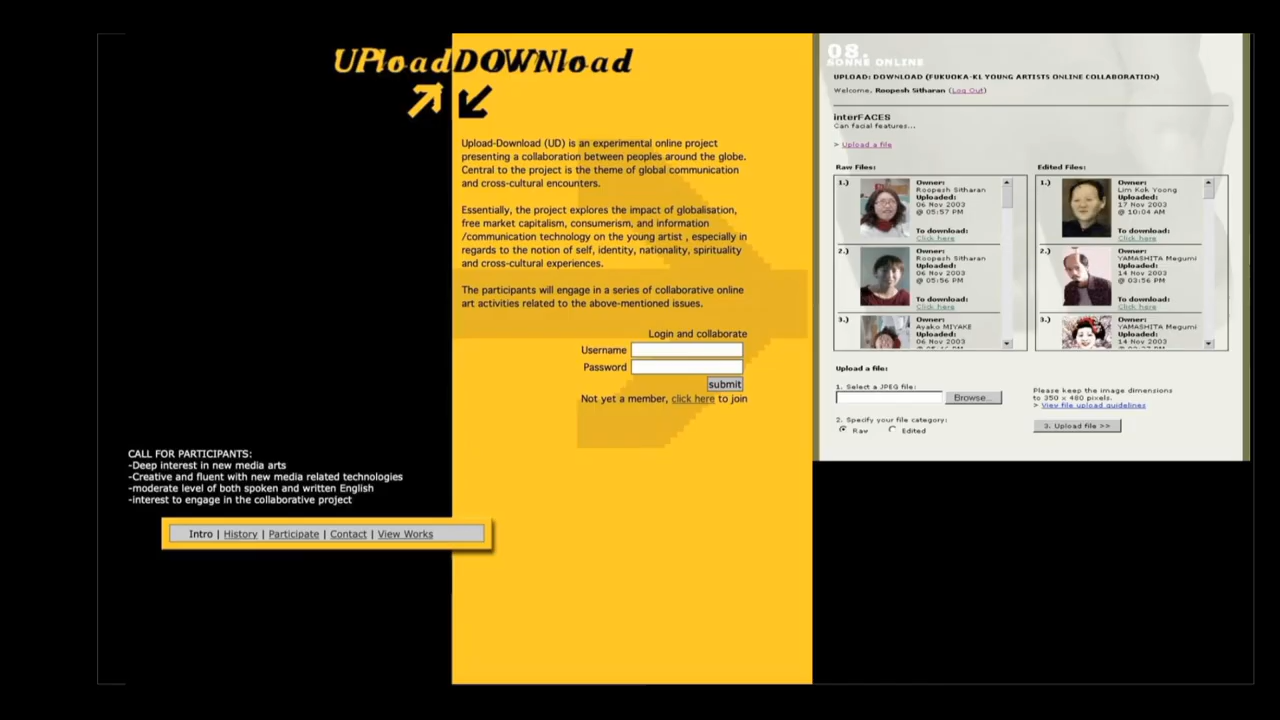 UPloadDOWNload
Upload-Download (UD) is an experimental online project
presenting a collaboration between peoples around the globe.
Central to the project is the theme of global communication
and cross-cultural encounters.
Essentially, the project explores the impact of globalisation,
free market capitalism, consumerism, and information
/communication technology on the young artist , especially in
regards to the notion of self, identity, nationality, spirituality
and cross-cultural experiences.
The participants will engage in a series of collaborative online
art activities related to the above-mentioned issues.
Login and collaborate
Username
Password
submit
Not yet a member, click here to join
CALL FOR PARTICIPANTS:
-Deep interest in new media arts
-Creative and fluent with new media related technologies
-moderate level of both spoken and written English
-interest to engage in the collaborative project
Intro | History | Participate | Contact | View Works
08.
SONNE ONLINE
UPLOAD: DOWNLOAD (FUKUOKA-KL YOUNG ARTISTS ONLINE COLLABORATION)
Welcome, Roopesh Sitharan (Log Out)
interFACES
Can facial features...
> Upload a file
Raw Files:
1.)
Owner:
Roopesh Sitharan
Uploaded:
06 Nov 2003
@ 05:57 PM
To download:
Click here
2.)
Owner:
Roopesh Sitharan
Uploaded:
06 Nov 2003
@ 05:56 PM
To download:
Click here
3.)
Owner:
Ayako MIYAKE
Uploaded:
06 Nov 2003
Edited Files:
1.)
Owner:
Lim Kok Yoong
Uploaded:
17 Nov 2003
@ 10:04 AM
To download:
Click here
2.)
Owner:
YAMASHITA Megumi
Uploaded:
14 Nov 2003
@ 03:56 PM
To download:
Click here
3.)
Owner:
YAMASHITA Megumi
Uploaded:
14 Nov 2003
Upload a file:
1. Select a JPEG file:
Browse...
2. Specify your file category:
Raw Edited
Please keep the image dimensions
to 350 x 480 pixels.
> View file upload guidelines
3. Upload file >>